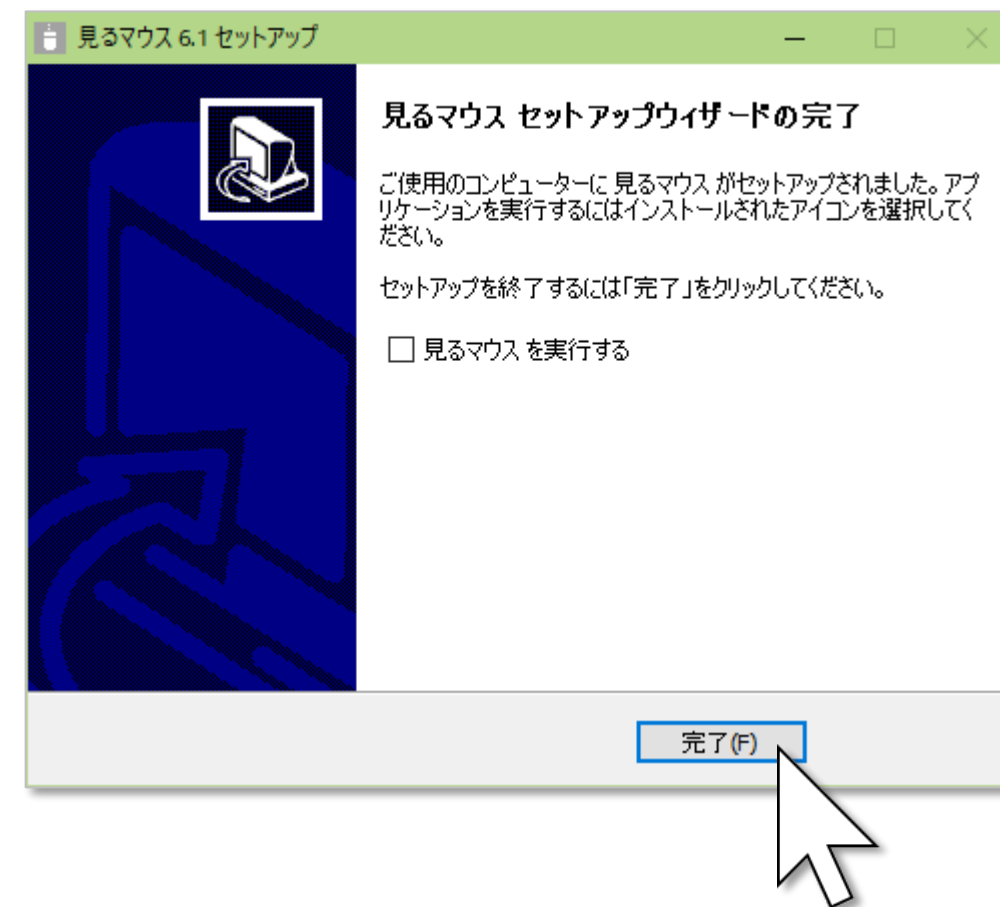 見るマウス 6.1 セットアップ
見るマウス セットアップウィザードの完了
ご使用のコンピューターに 見るマウス がセットアップされました。アプ
リケーションを実行するにはインストールされたアイコンを選択してく
ださい。
セットアップを終了するには「完了」をクリックしてください。
見るマウス を実行する
完了(F)